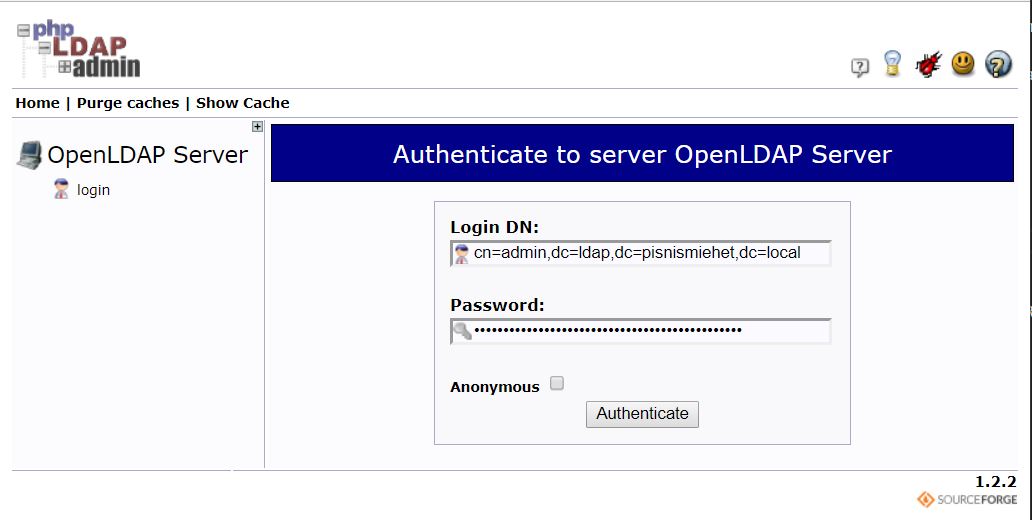 php
LDAP
admin
Home | Purge caches | Show Cache
OpenLDAP Server
login
Authenticate to server OpenLDAP Server
Login DN:
cn=admin,dc=ldap,dc=pisnismiehet,dc=local
Password:
Anonymous
Authenticate
1.2.2
SOURCEFORGE